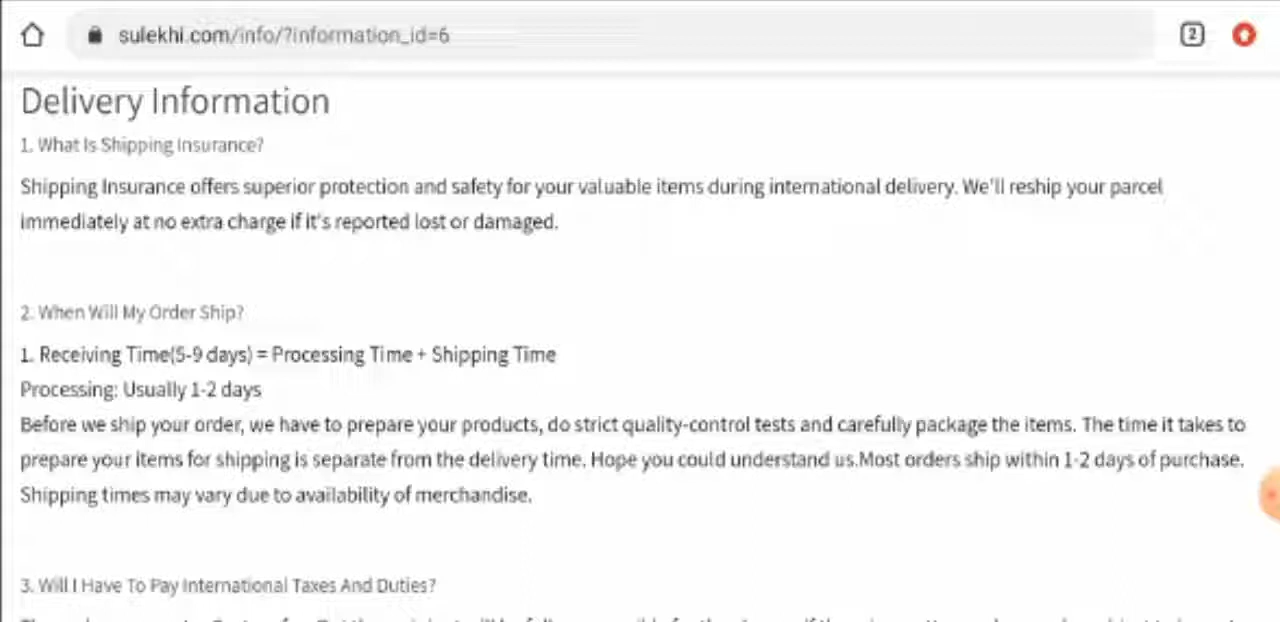 sulekhi.com/info/?information_id=6
2
Delivery Information
1. What Is Shipping Insurance?
Shipping Insurance offers superior protection and safety for your valuable items during international delivery. We'll reship your parcel
immediately at no extra charge if it's reported lost or damaged.
2. When Will My Order Ship?
1. Receiving Time(5-9 days) = Processing Time + Shipping Time
Processing: Usually 1-2 days
Before we ship your order, we have to prepare your products, do strict quality-control tests and carefully package the items. The time it takes to
prepare your items for shipping is separate from the delivery time. Hope you could understand us.Most orders ship within 1-2 days of purchase.
Shipping times may vary due to availability of merchandise.
3. Will I Have To Pay International Taxes And Duties?